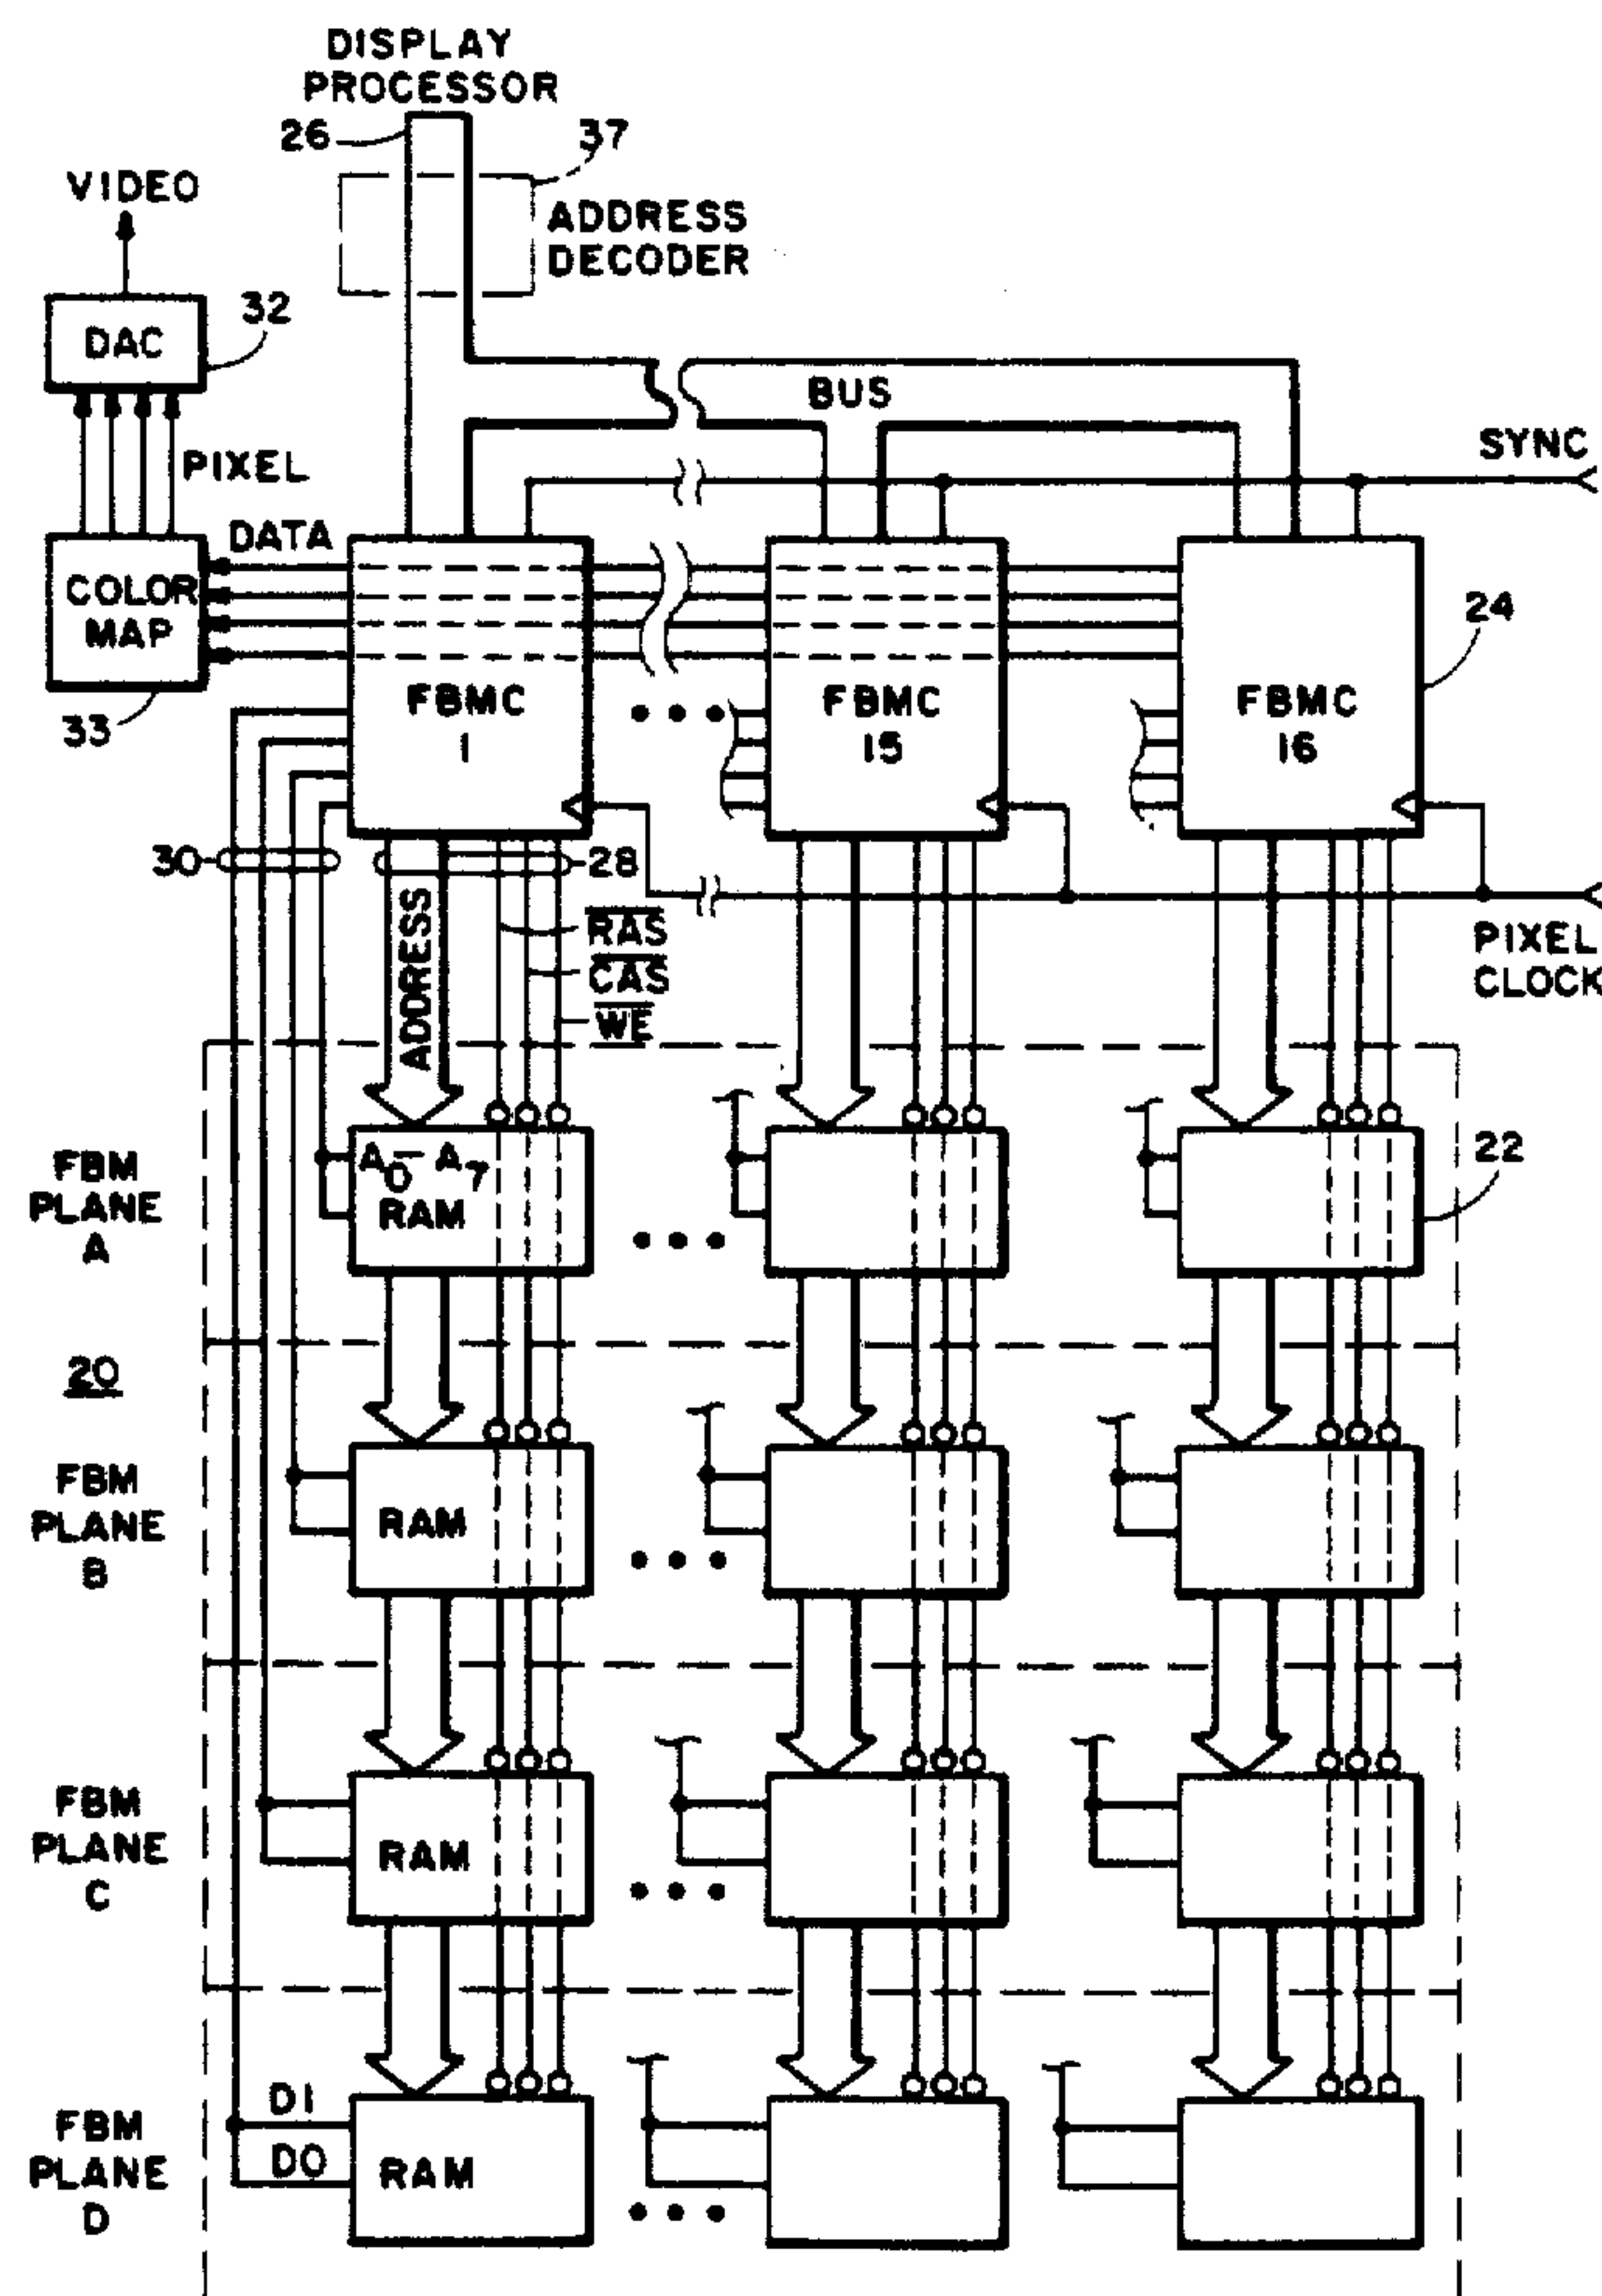 DISPLAY
PROCESSOR
26
37
VIDEO
ADDRESS
DECODER
32
DAC
BUS
PIXEL
SYNC
DATA
COLOR
MAP
24
33
FBMC
1
FBMC
15
FBMC
16
30
28
ADDRESS
RAS
CAS
WE
PIXEL
CLOCK
FBM
PLANE
A
A0-A7
RAM
22
20
FBM
PLANE
B
RAM
FBM
PLANE
C
RAM
FBM
PLANE
D
D1
D0
RAM